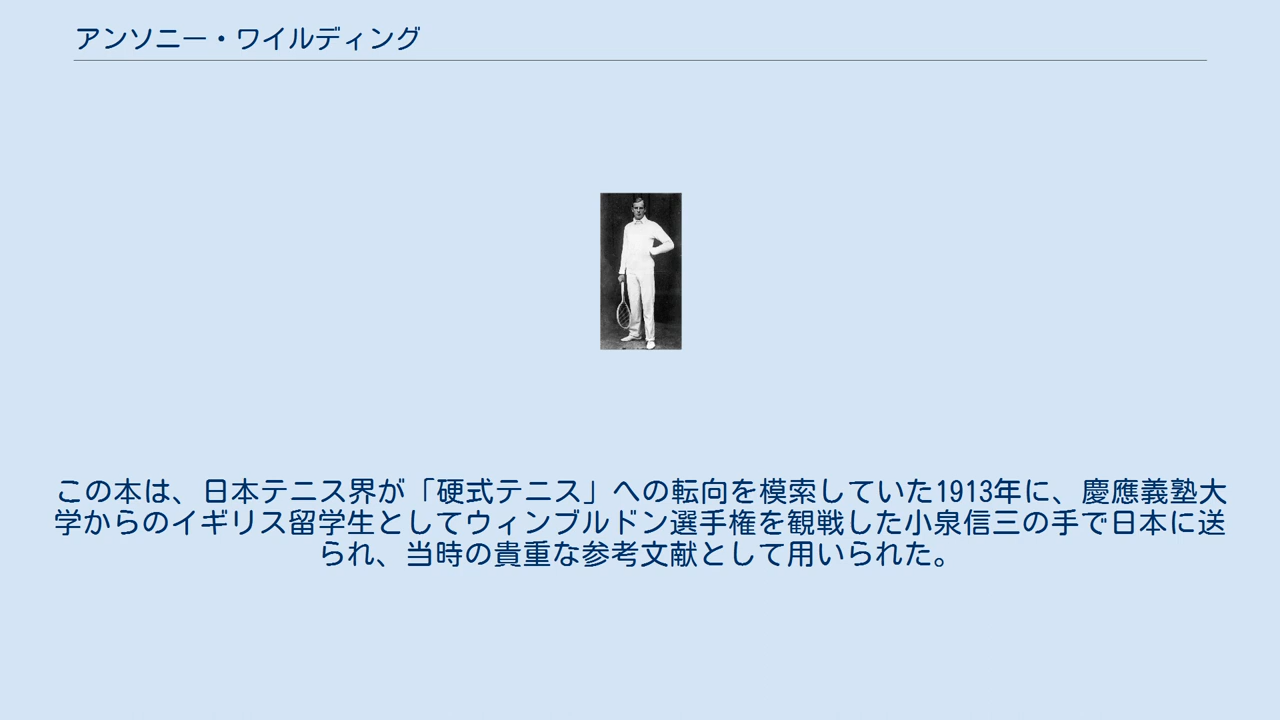 アンソニー・ワイルディング
この本は、日本テニス界が「硬式テニス」への転向を模索していた1913年に、慶應義塾大
学からのイギリス留学生としてウィンブルドン選手権を観戦した小泉信三の手で日本に送
られ、当時の貴重な参考文献として用いられた。